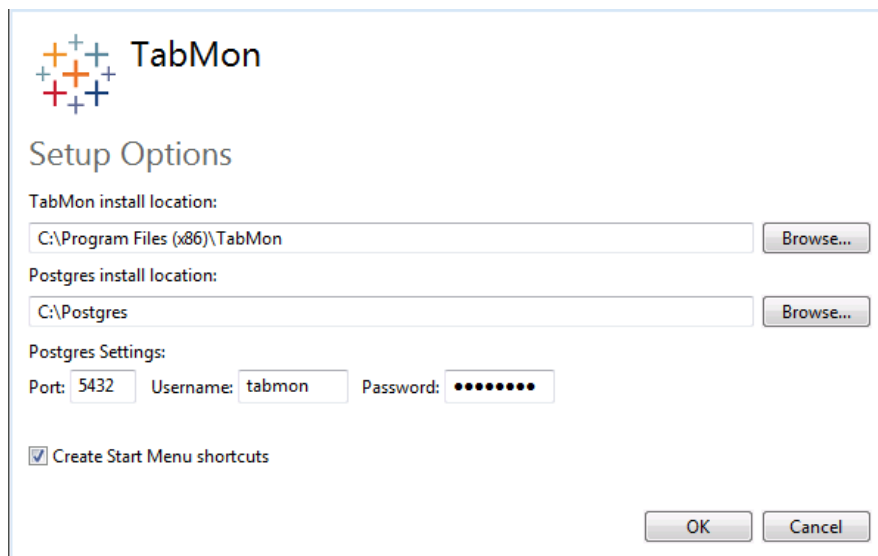 TabMon
Setup Options
TabMon install location:
C:\Program Files (x86)\TabMon Browse...
Postgres install location:
C:\Postgres Browse...
Postgres Settings:
Port: 5432 Username: tabmon Password: ●●●●●●●●
Create Start Menu shortcuts
OK Cancel